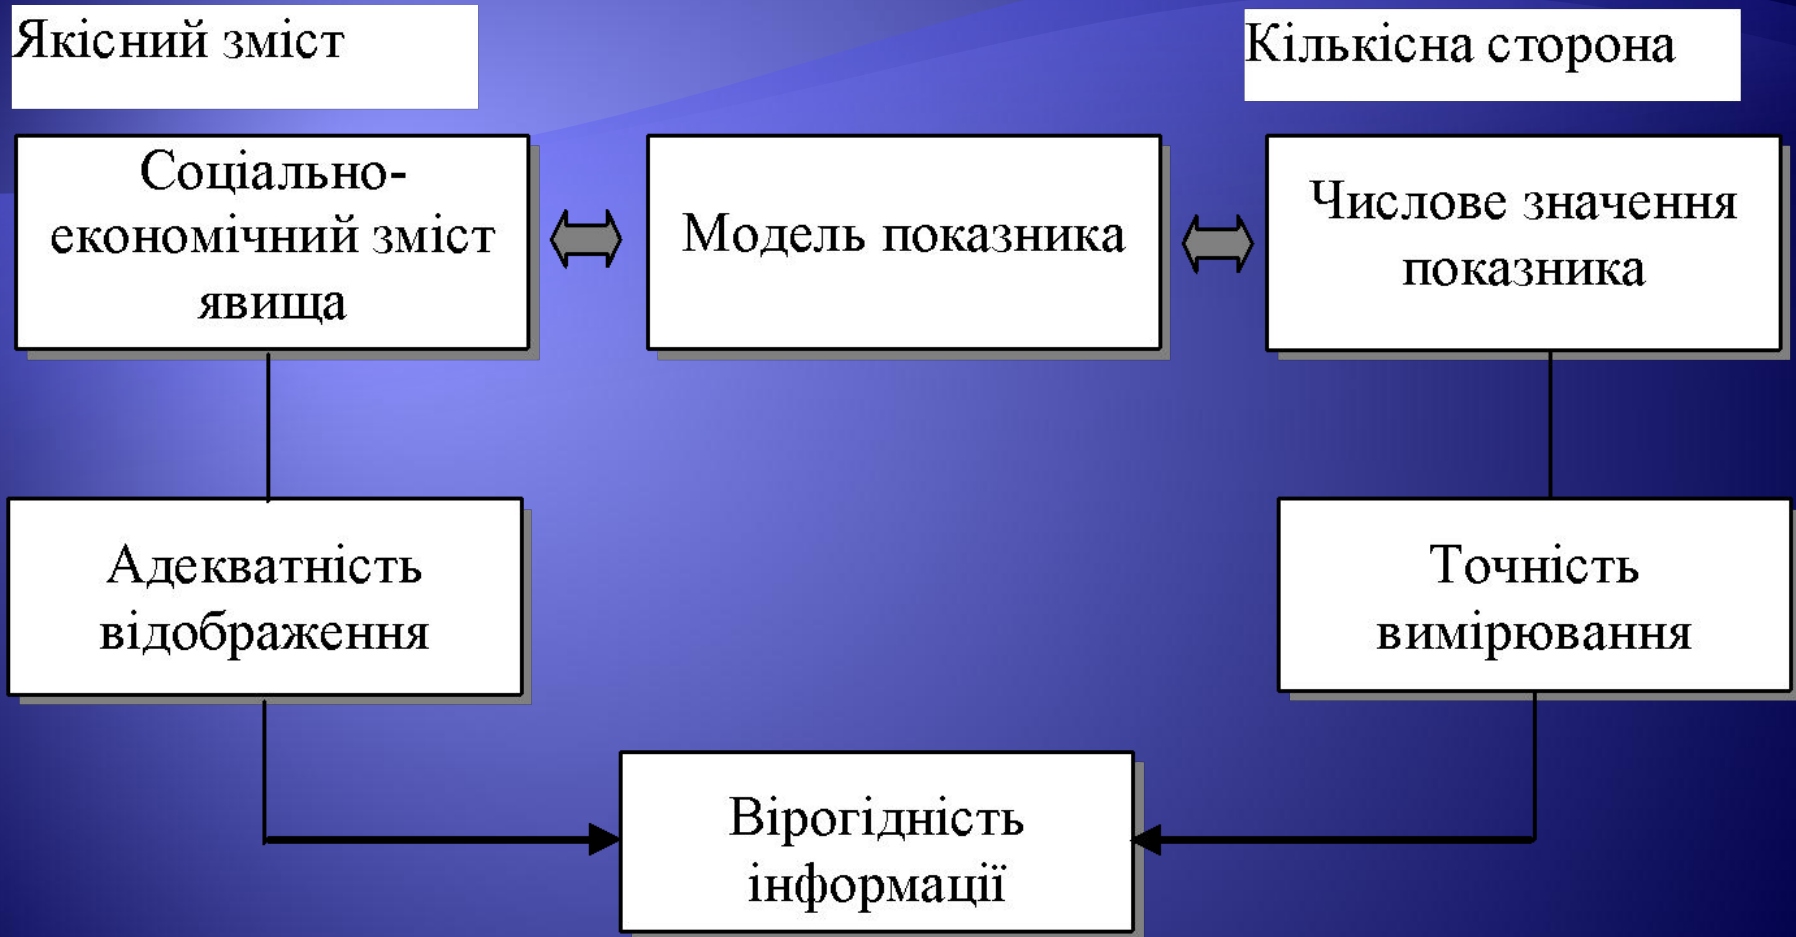 Якісний зміст
Кількісна сторона
Соціально-
економічний зміст
явища
Модель показника
Числове значення
показника
Адекватність
відображення
Точність
вимірювання
Вірогідність
інформації